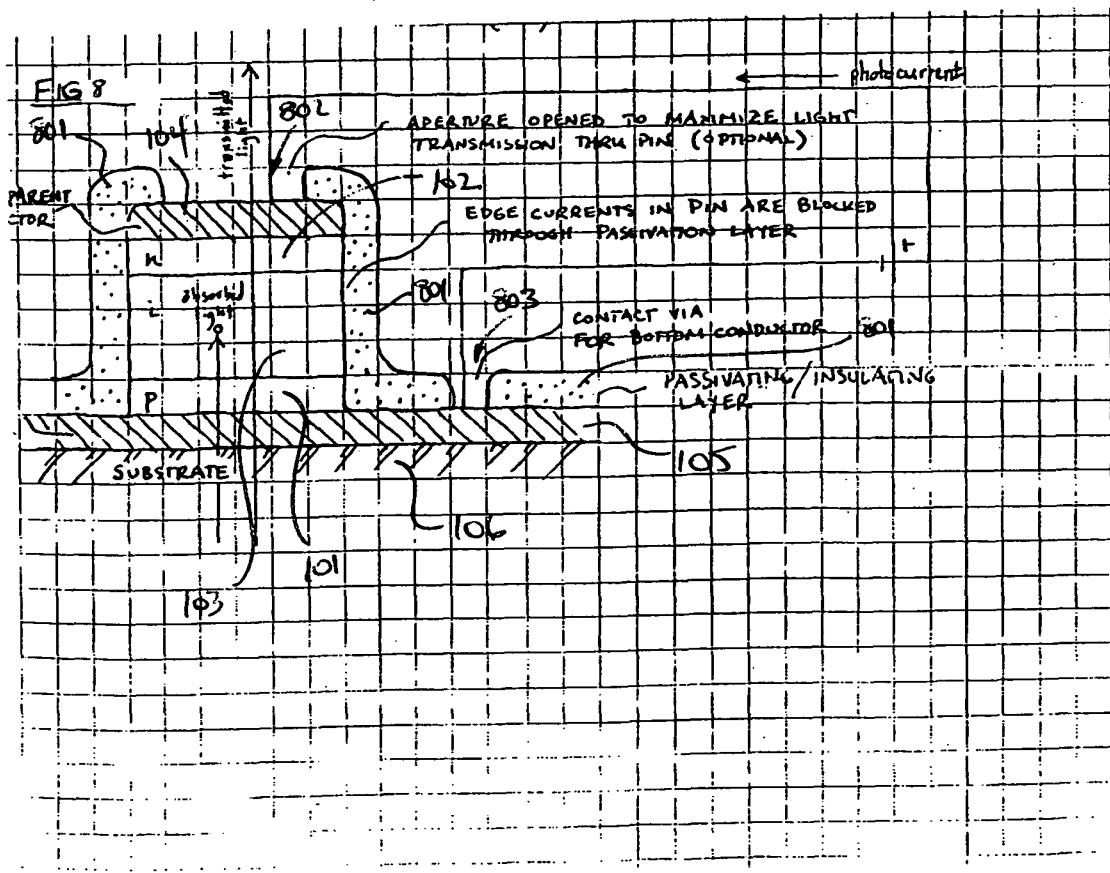 photocurrent
FIG 8
801
104
transmitted
light
802
APERTURE OPENED TO MAXIMIZE LIGHT
TRANSMISSION THRU PIN (OPTIONAL)
102
PARENT
CTOR
EDGE CURRENTS IN PIN ARE BLOCKED
THROUGH PASSIVATION LAYER
n
+
i
absorbed
light
801
803
CONTACT VIA
FOR BOTTOM CONDUCTOR
801
PASSIVATING/INSULATING
LAYER
P
105
SUBSTRATE
106
101
103